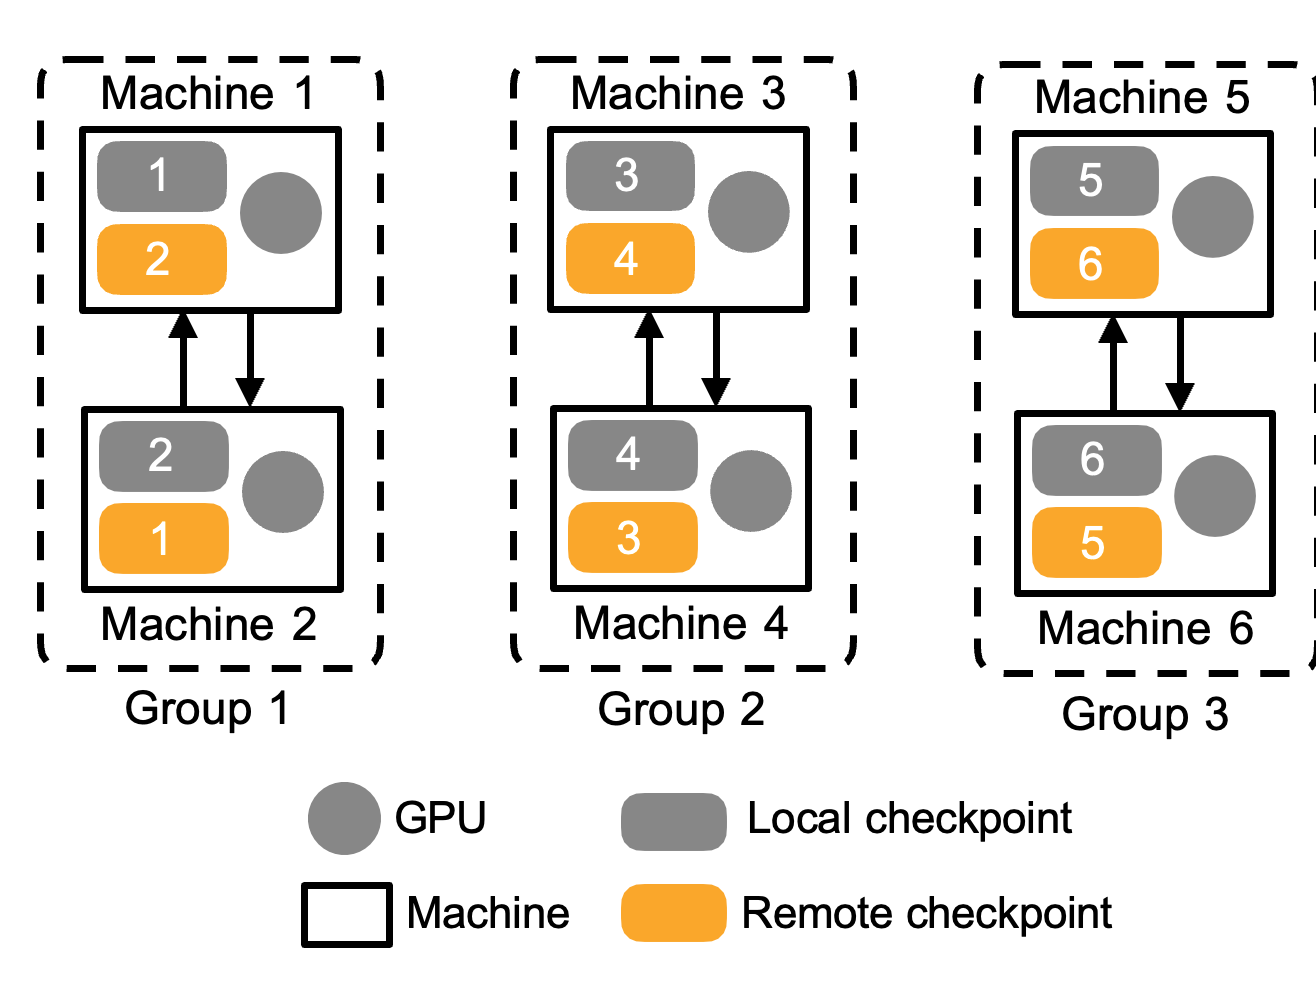 Machine 1
1
2
2
1
Machine 2
Group 1
Machine 3
3
4
4
3
Machine 4
Group 2
Machine 5
5
6
6
5
Machine 6
Group 3
GPU
Local checkpoint
Machine
Remote checkpoint